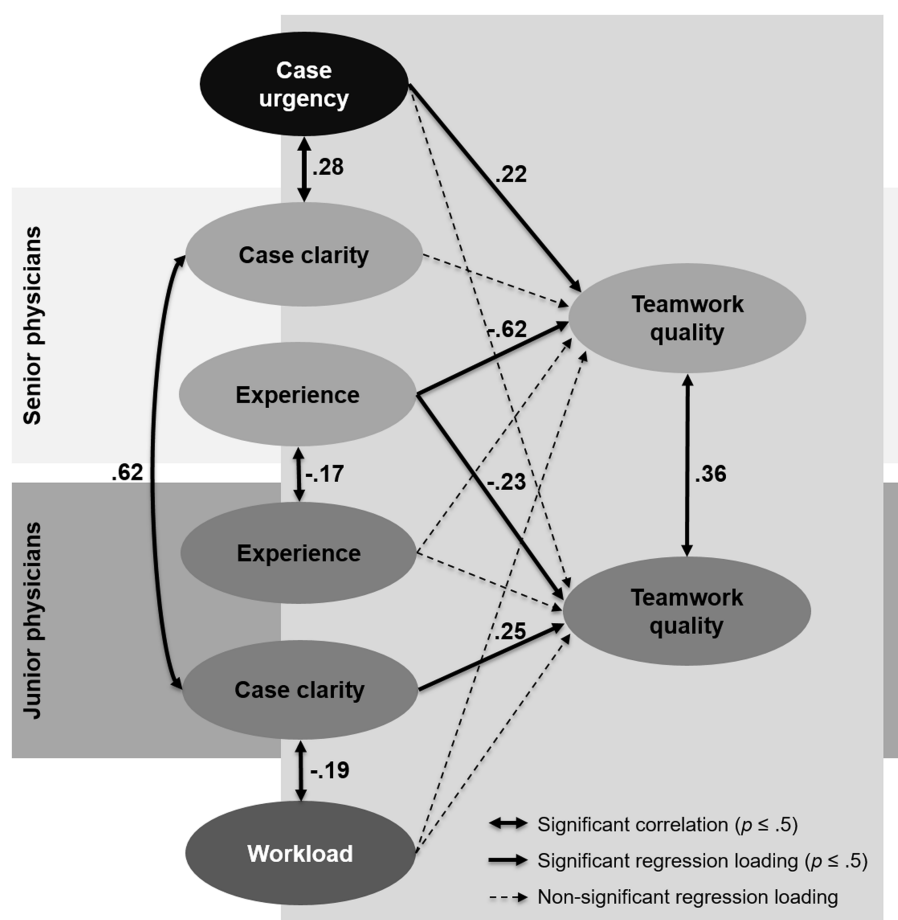 Case
urgency
.28
.22
Senior physicians
Case clarity
Teamwork
quality
-.62
Experience
.62
-.17
-.23
.36
Junior physicians
Experience
Teamwork
quality
.25
Case clarity
-.19
Workload
Significant correlation (p ≤ .5)
Significant regression loading (p ≤ .5)
Non-significant regression loading